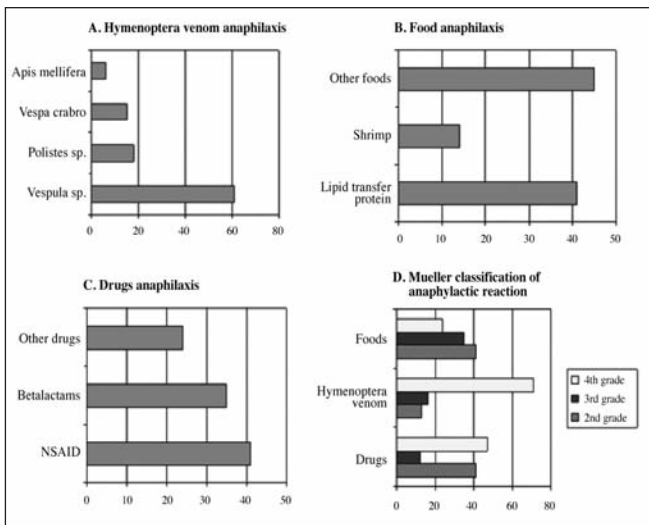 A. Hymenoptera venom anaphilaxis
Apis mellifera
Vespa crabro
Polistes sp.
Vespula sp.
0 20 40 60 80
B. Food anaphilaxis
Other foods
Shrimp
Lipid transfer
protein
0 10 20 30 40 50
C. Drugs anaphilaxis
Other drugs
Betalactams
NSAID
0 10 20 30 40 50
D. Mueller classification of
anaphylactic reaction
Foods
Hymenoptera
venom
Drugs
0 20 40 60 80
4th grade
3rd grade
2nd grade